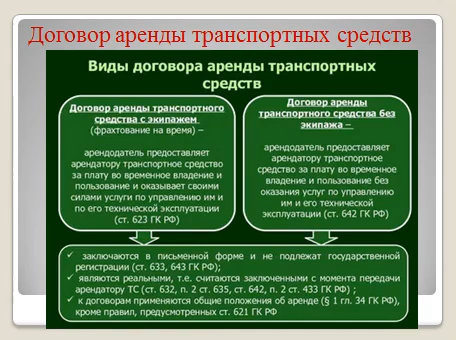 Договор аренды транспортных средств
Виды договора аренды транспортных
средств
Договор аренды транспортного
средства с экипажем
(фрахтование на время) –
арендодатель предоставляет
арендатору транспортное средство
за плату во временное владение и
пользование и оказывает своими
силами услуги по управлению им и
по его технической эксплуатации
(ст. 623 ГК РФ)
Договор аренды
транспортного средства без
экипажа –
арендодатель предоставляет
арендатору транспортное
средство за плату во временное
владение и пользование без
оказания услуг по управлению
им и его технической
эксплуатации (ст. 642 ГК РФ)
✓ заключаются в письменной форме и не подлежат государственной
регистрации (ст. 633, 643 ГК РФ);
✓ являются реальными, т.е. считаются заключенными с момента передачи
арендатору ТС (ст. 632, п. 2 ст. 635, ст. 642, п. 2 ст. 433 ГК РФ) ;
✓ к договорам применяются общие положения об аренде (§ 1 гл. 34 ГК РФ),
кроме правил, предусмотренных ст. 621 ГК РФ